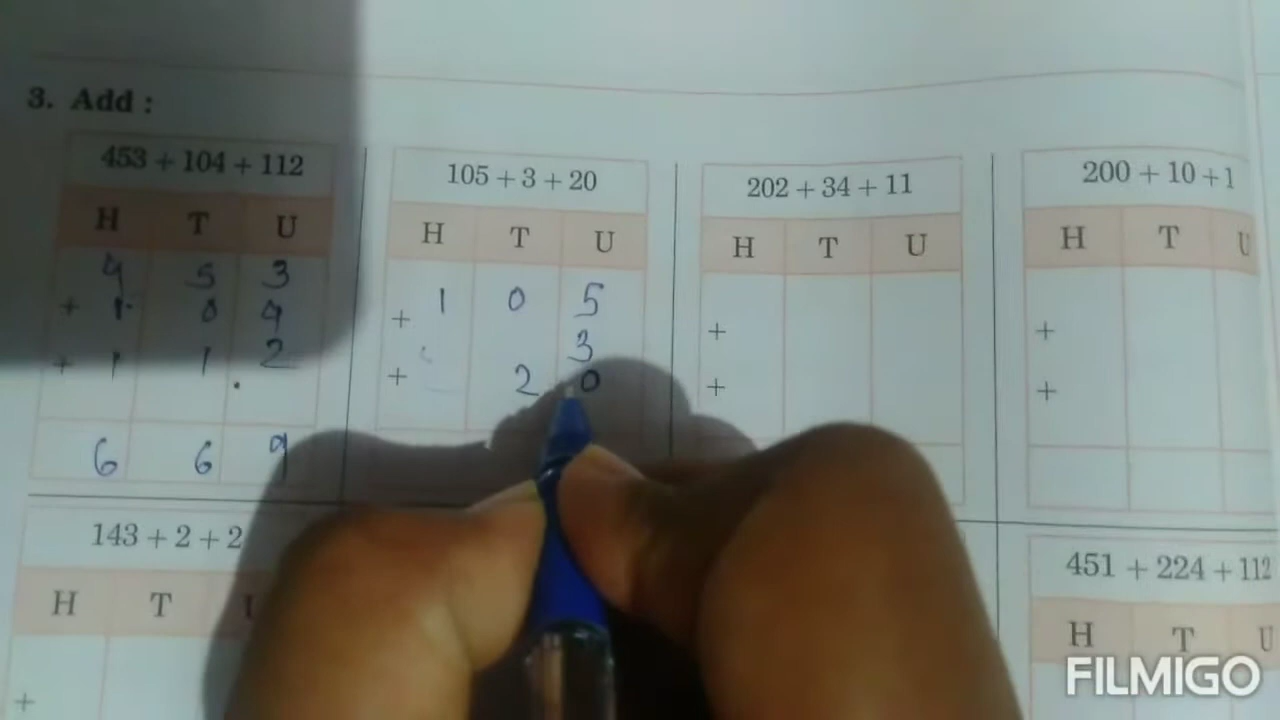 3. Add :
453 + 104 + 112
H T U
4 5 3
+ 1 0 4
+ 1 1 2
6 6 9
105 + 3 + 20
H T U
+ 1 0 5
3
+ 2 0
202 + 34 + 11
H T U
+
+
200 + 10 + 1
H T U
+
+
143 + 2 + 2
H T
+
451 + 224 + 112
H T U
FILMIGO